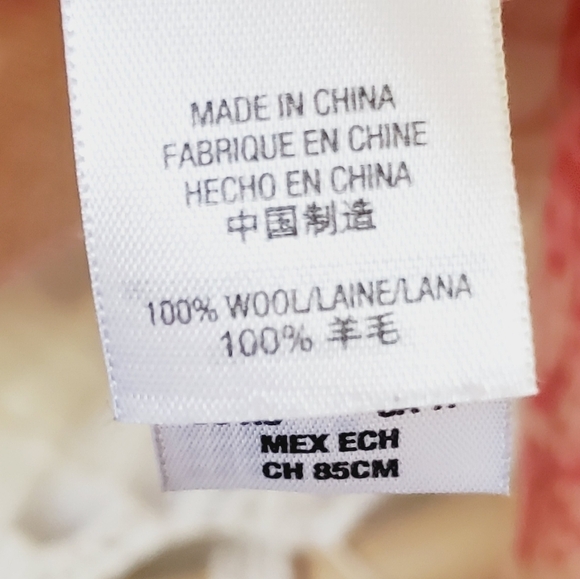 MADE IN CHINA
FABRIQUE EN CHINE
HECHO EN CHINA
中国制造
100% WOOL/LAINE/LANA
100% 羊毛
MEX ECH
CH 85CM